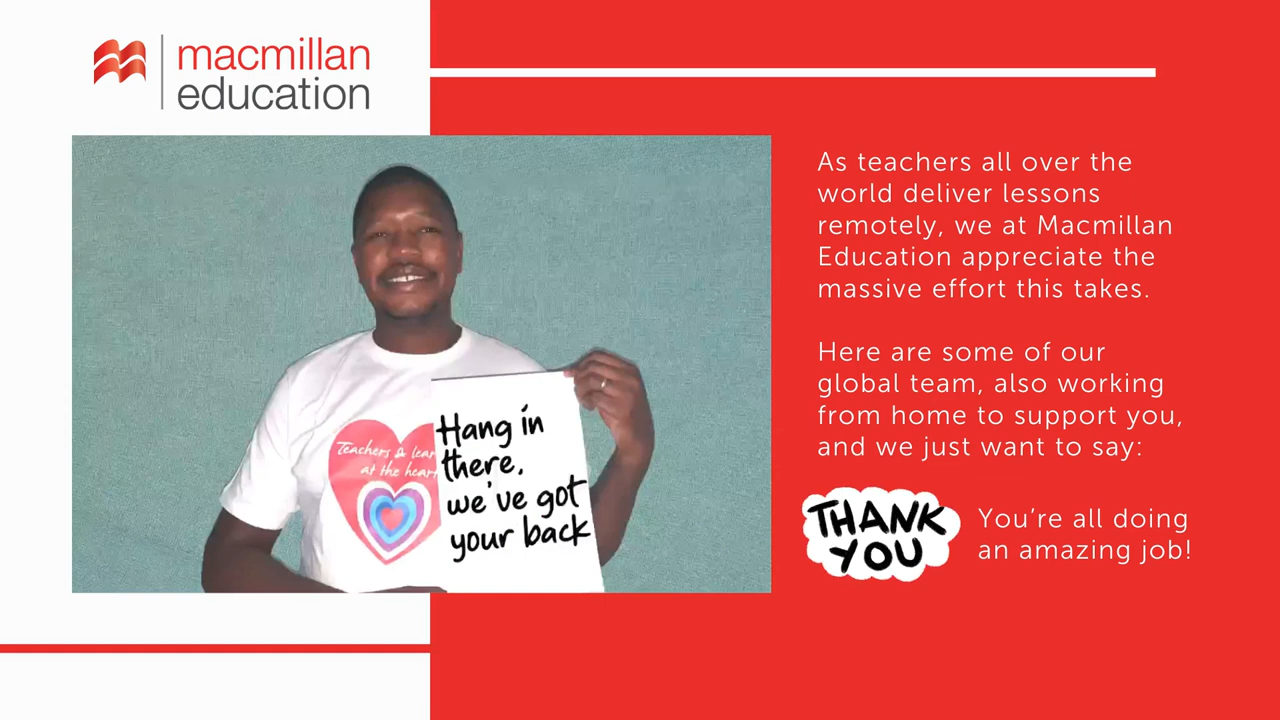 macmillan
education
Teachers &
at the
Hang in
there,
we've got
your back
As teachers all over the
world deliver lessons
remotely, we at Macmillan
Education appreciate the
massive effort this takes.
Here are some of our
global team, also working
from home to support you,
and we just want to say:
THANK
YOU
You're all doing
an amazing job!